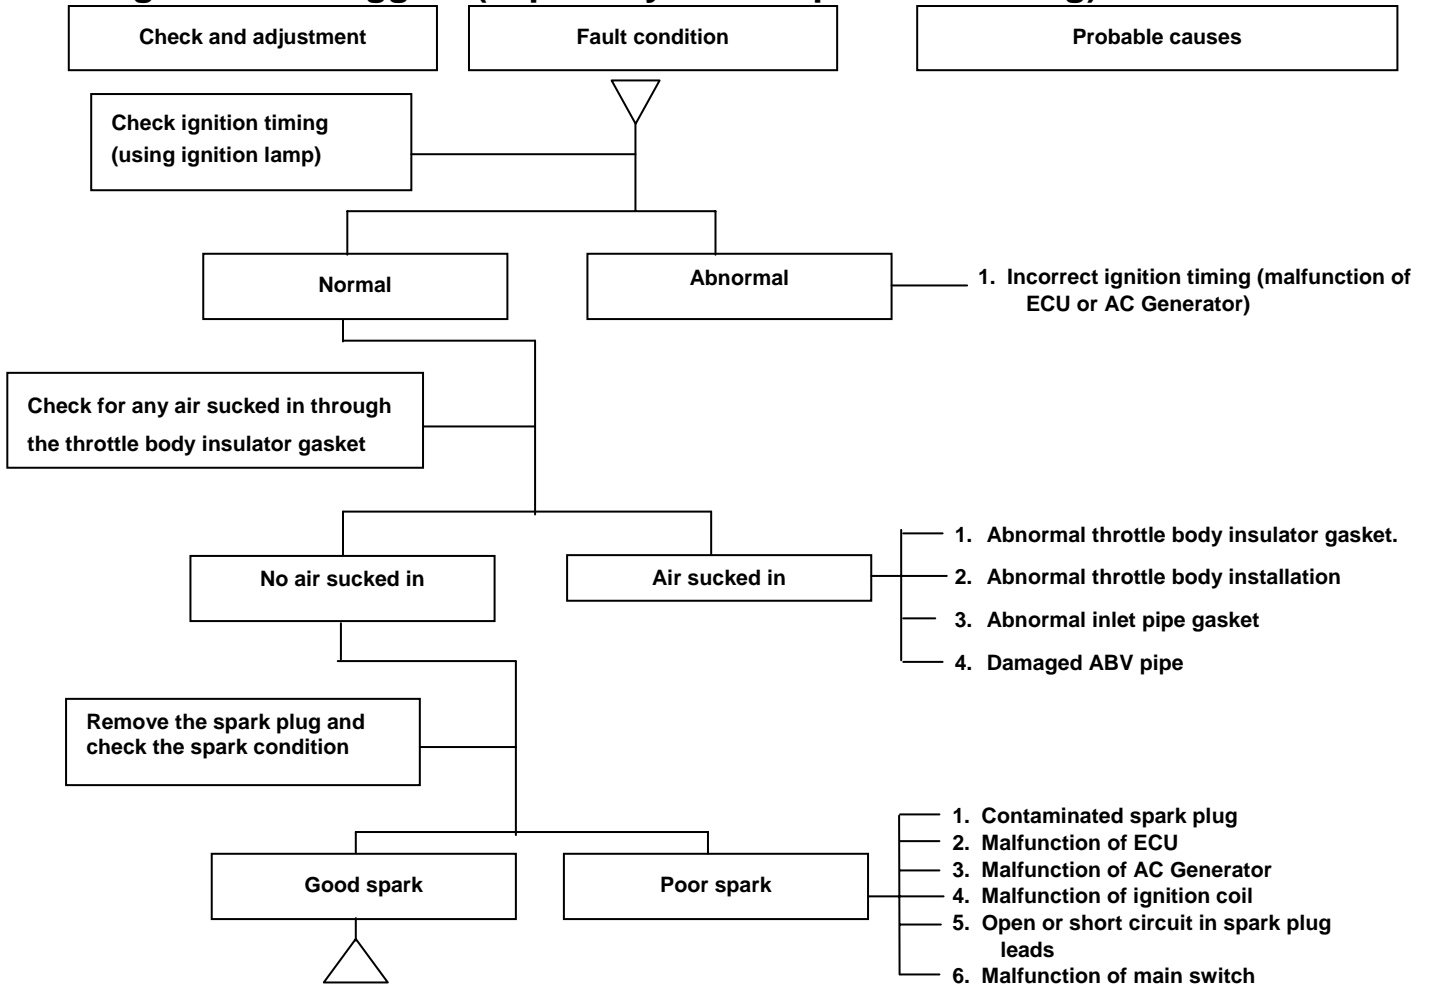 Check and adjustment
Fault condition
Probable causes
Check ignition timing
(using ignition lamp)
Normal
Abnormal
1. Incorrect ignition timing (malfunction of
ECU or AC Generator)
Check for any air sucked in through
the throttle body insulator gasket
No air sucked in
Air sucked in
1. Abnormal throttle body insulator gasket.
2. Abnormal throttle body installation
3. Abnormal inlet pipe gasket
4. Damaged ABV pipe
Remove the spark plug and
check the spark condition
Good spark
Poor spark
1. Contaminated spark plug
2. Malfunction of ECU
3. Malfunction of AC Generator
4. Malfunction of ignition coil
5. Open or short circuit in spark plug
leads
6. Malfunction of main switch